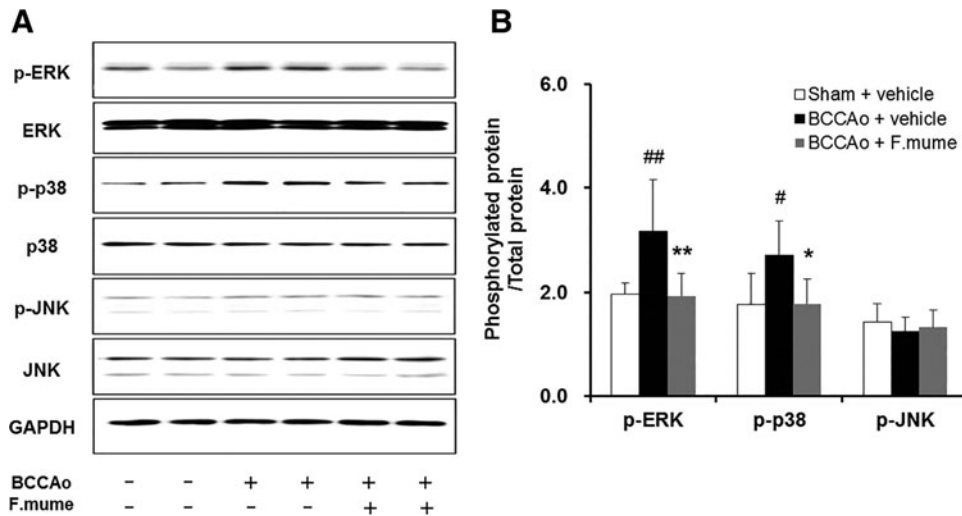 A
p-ERK
ERK
p-p38
p38
p-JNK
JNK
GAPDH
BCCAo - - + + + +
F.mume - - - - + +
B
Phosphorylated protein
/Total protein
6.0
4.0
2.0
0.0
Sham + vehicle
BCCAo + vehicle
BCCAo + F.mume
##
**
#
*
p-ERK p-p38 p-JNK